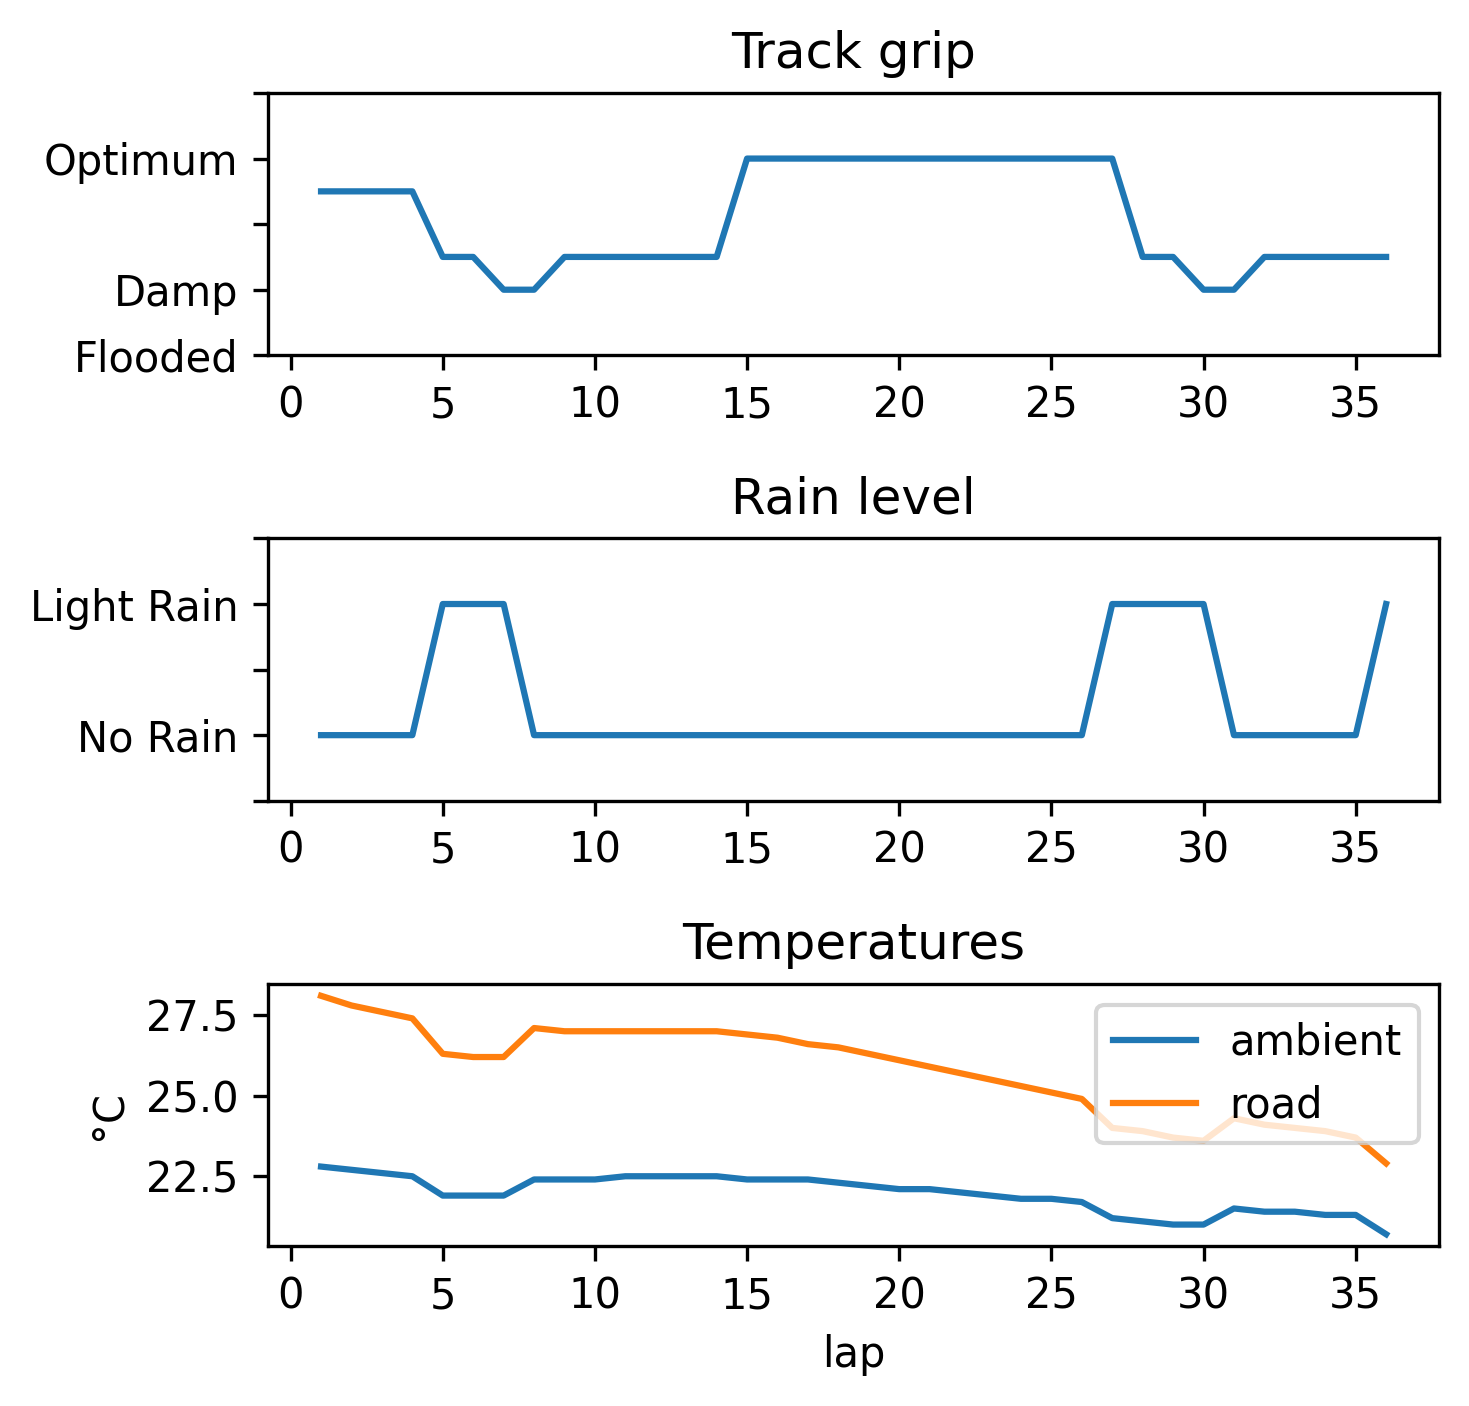 Track grip
Optimum
Damp
Flooded
0 5 10 15 20 25 30 35
Rain level
Light Rain
No Rain
0 5 10 15 20 25 30 35
Temperatures
27.5
25.0
22.5
°C
ambient
road
0 5 10 15 20 25 30 35
lap